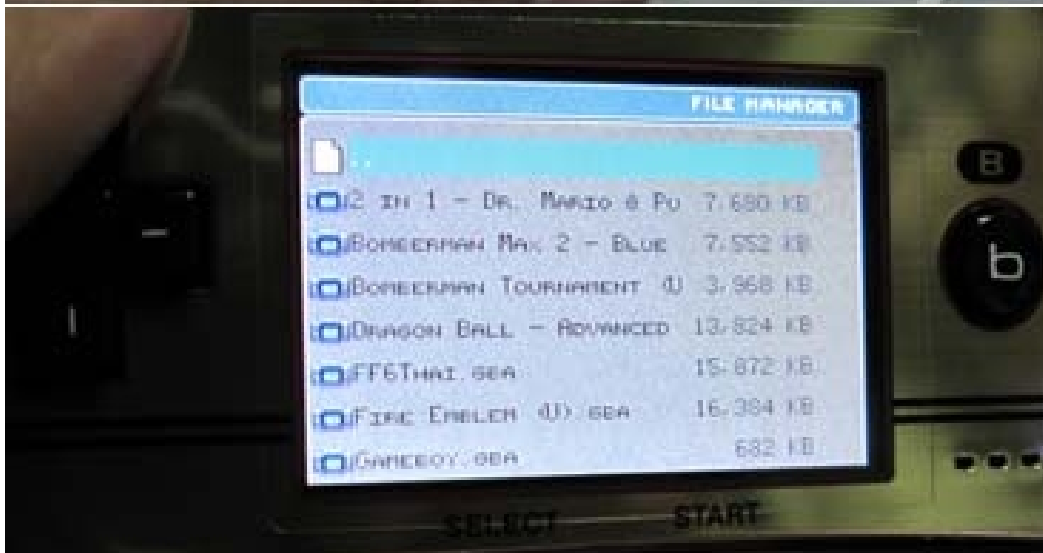 FILE MANAGER
..
2 IN 1 - DR. MARIO & PU 7,680 KB
BOMBERMAN MAX 2 - BLUE 7,552 KB
BOMBERMAN TOURNAMENT (U 3,968 KB
DRAGON BALL - ADVANCED 13,824 KB
FF6THAI.GBA 15,872 KB
FIRE EMBLEM (U).GBA 16,384 KB
GAMEBOY.GBA 682 KB
B
b
SELECT START